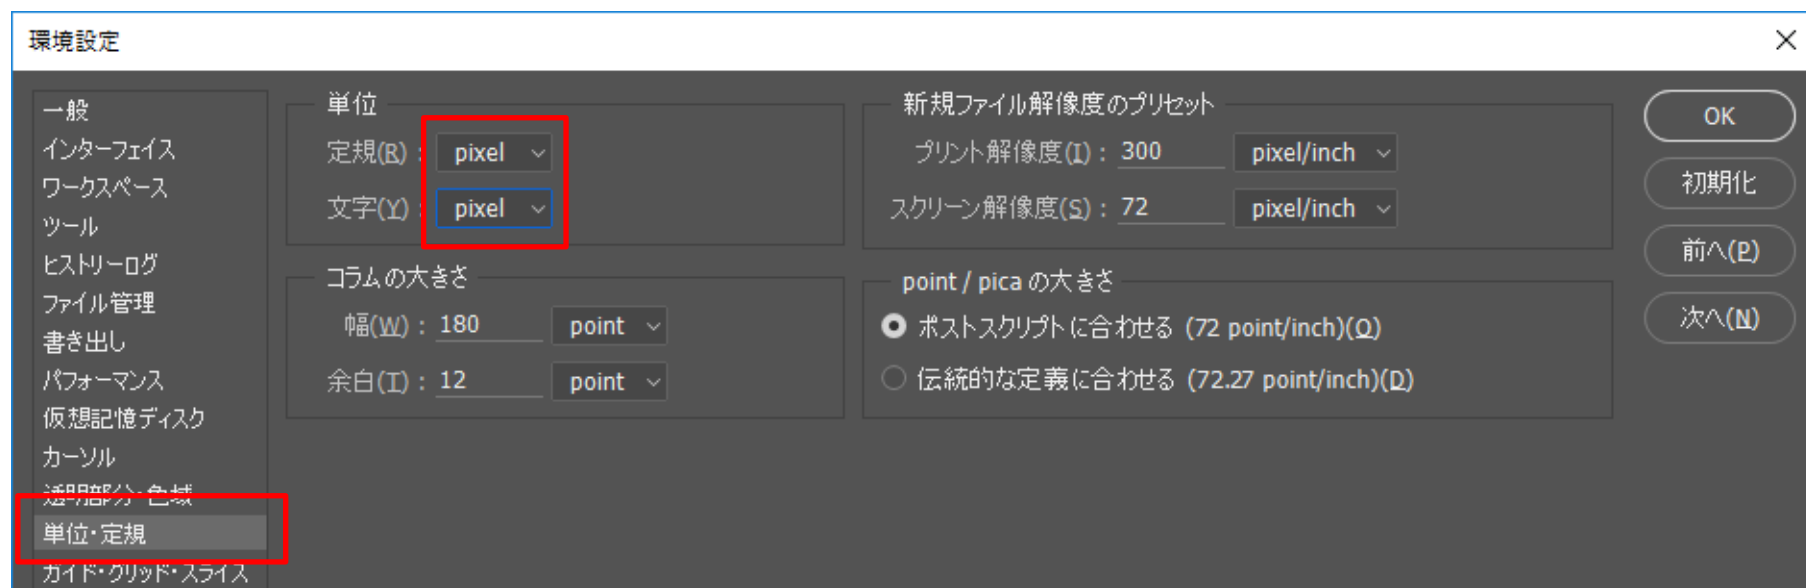 環境設定
一般
インターフェイス
ワークスペース
ツール
ヒストリーログ
ファイル管理
書き出し
パフォーマンス
仮想記憶ディスク
カーソル
透明部分・色域
単位・定規
ガイド・グリッド・スライス
単位
定規(R) : pixel
文字(Y) : pixel
コラムの大きさ
幅(W) : 180 point
余白(T) : 12 point
新規ファイル解像度のプリセット
プリント解像度(I) : 300 pixel/inch
スクリーン解像度(S) : 72 pixel/inch
point / pica の大きさ
ポストスクリプトに合わせる (72 point/inch)(O)
伝統的な定義に合わせる (72.27 point/inch)(D)
OK
初期化
前へ(P)
次へ(N)